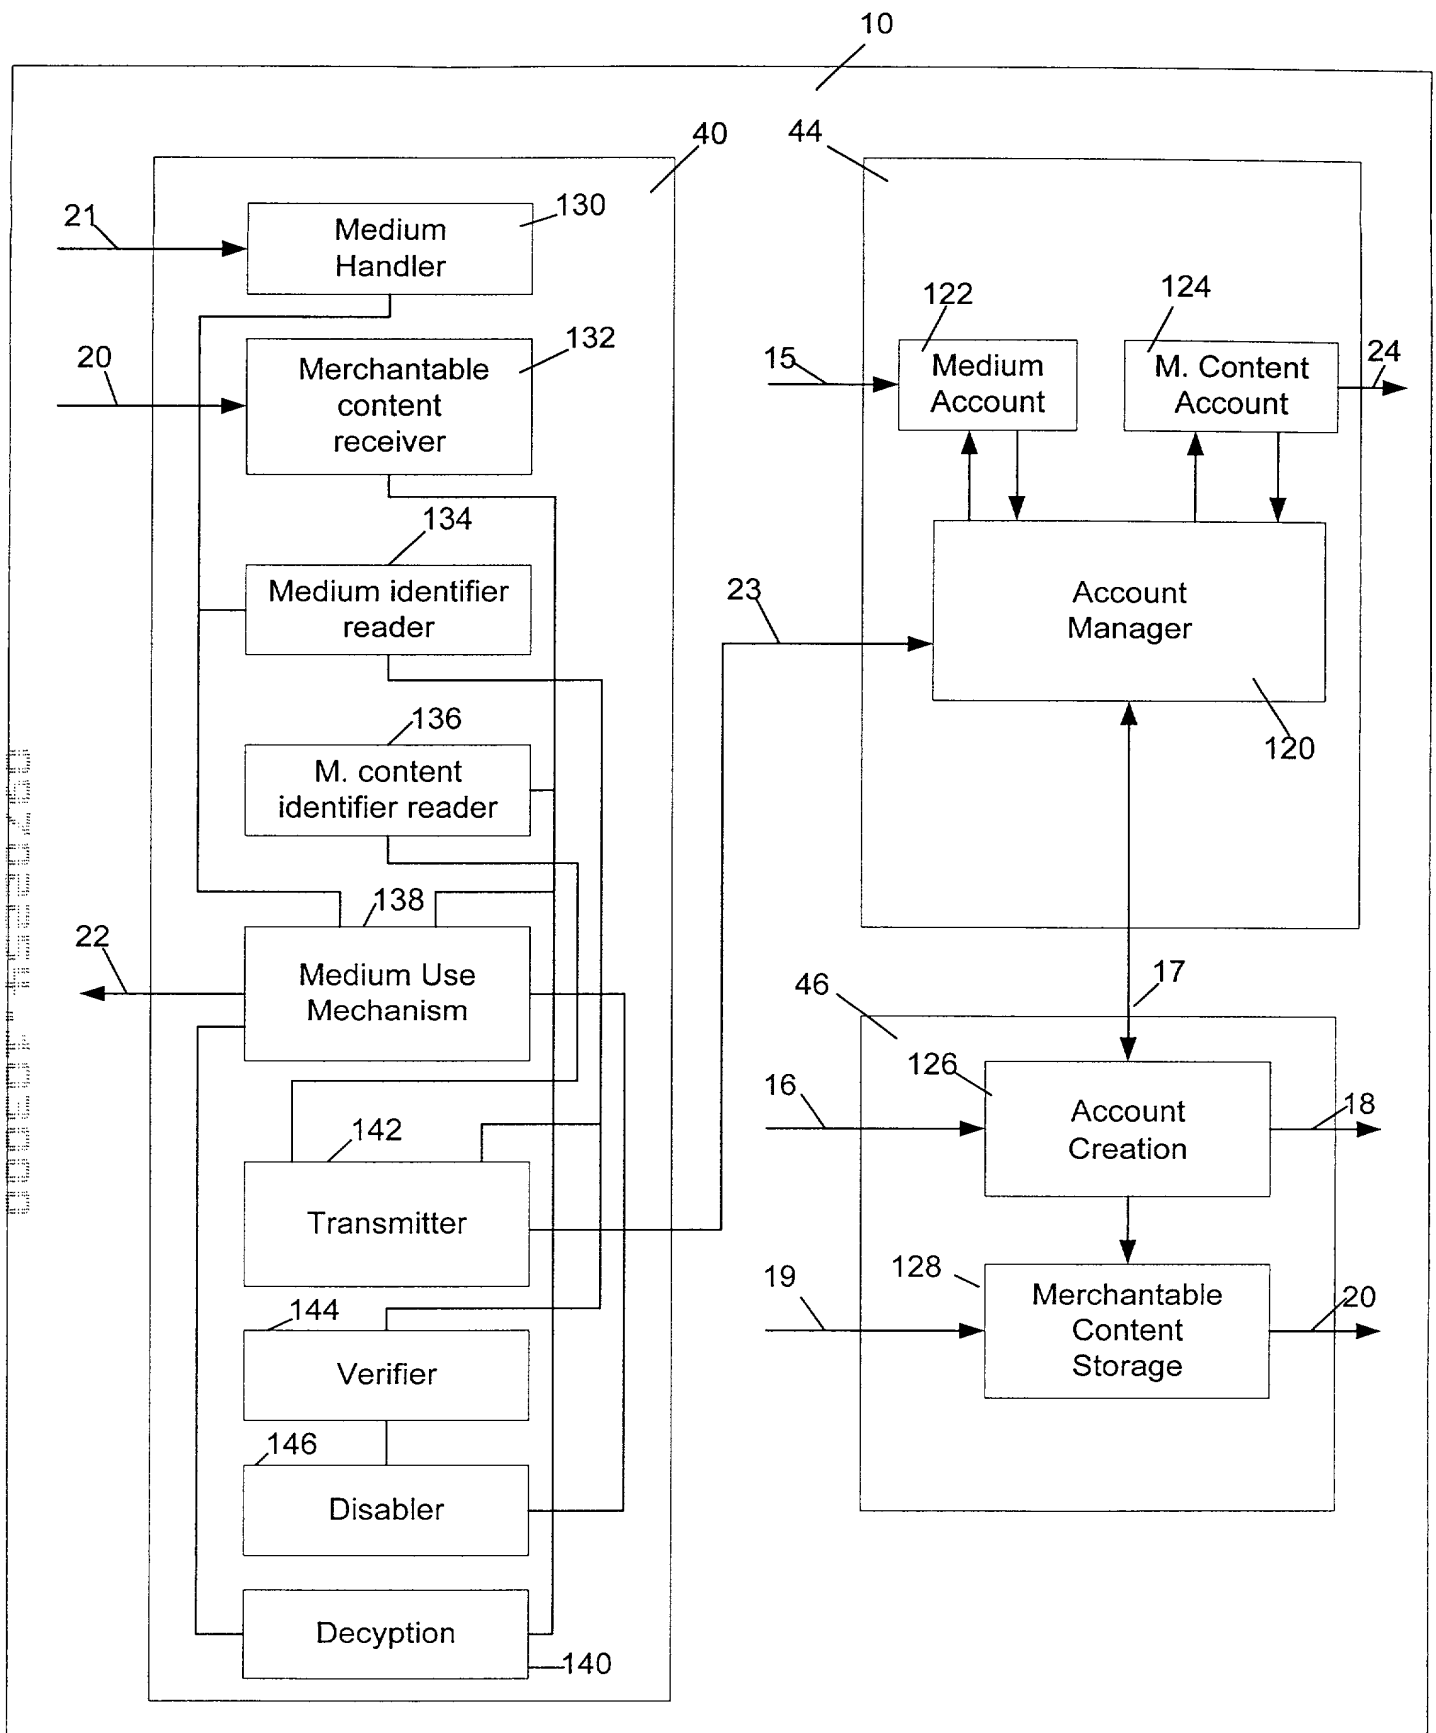 10
40
44
21
130
Medium
Handler
20
132
Merchantable
content
receiver
122
124
15
24
Medium
Account
M. Content
Account
134
Medium identifier
reader
23
Account
Manager
120
136
M. content
identifier reader
138
22
Medium Use
Mechanism
17
46
126
16
18
Account
Creation
142
Transmitter
19
128
20
Merchantable
Content
Storage
144
Verifier
146
Disabler
Decyption
140